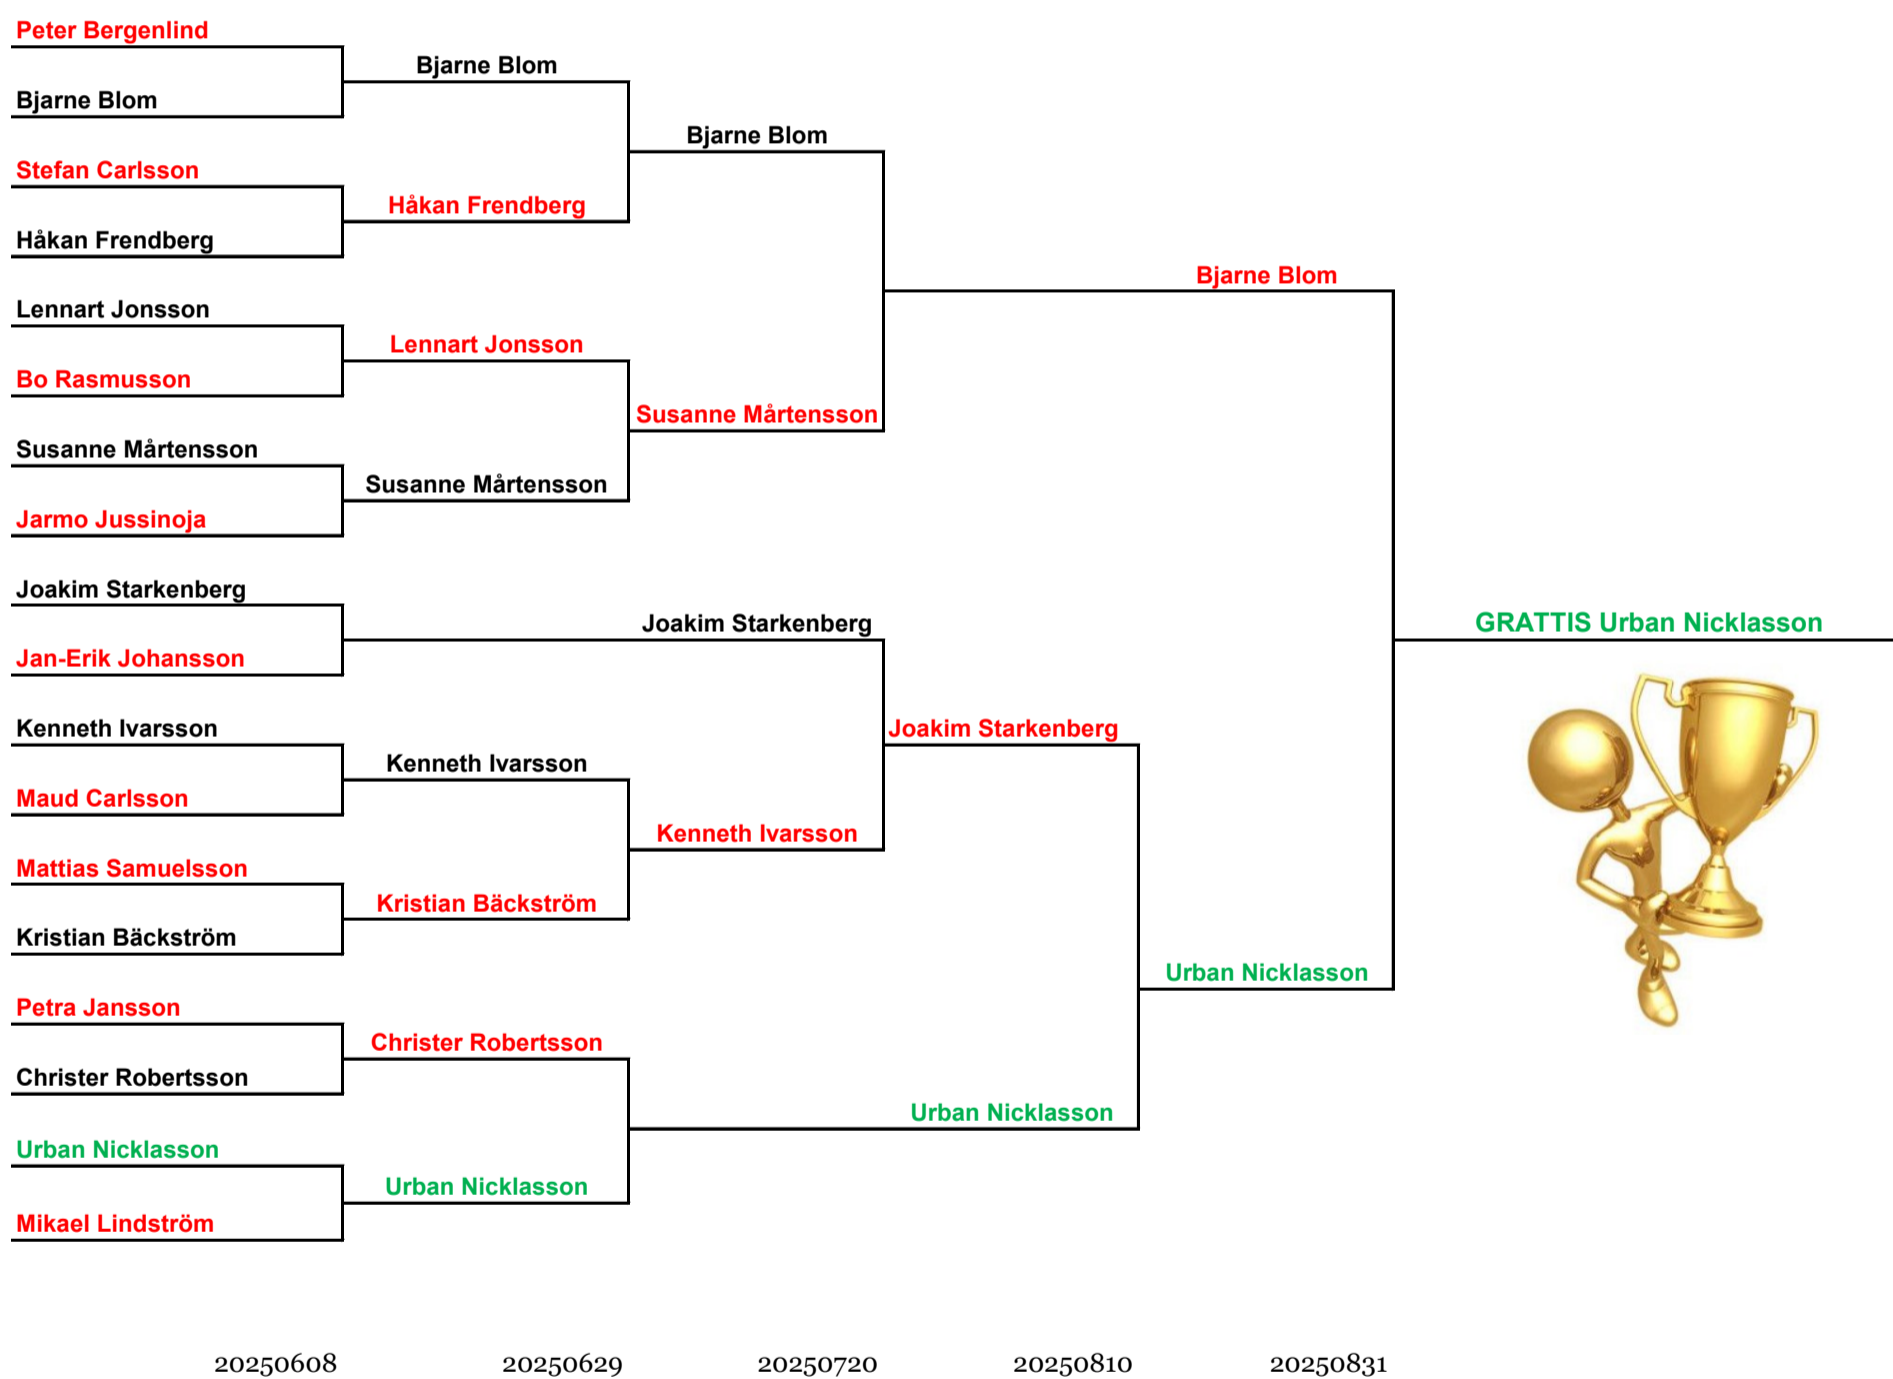 Peter Bergenlind
Bjarne Blom
Bjarne Blom
Bjarne Blom
Stefan Carlsson
Håkan Frendberg
Håkan Frendberg
Bjarne Blom
Lennart Jonsson
Lennart Jonsson
Bo Rasmusson
Susanne Mårtensson
Susanne Mårtensson
Susanne Mårtensson
Jarmo Jussinoja
Joakim Starkenberg
Joakim Starkenberg
GRATTIS Urban Nicklasson
Jan-Erik Johansson
Kenneth Ivarsson
Joakim Starkenberg
Kenneth Ivarsson
Maud Carlsson
Kenneth Ivarsson
Mattias Samuelsson
Kristian Bäckström
Kristian Bäckström
Urban Nicklasson
Petra Jansson
Christer Robertsson
Christer Robertsson
Urban Nicklasson
Urban Nicklasson
Urban Nicklasson
Mikael Lindström
20250608 20250629 20250720 20250810 20250831